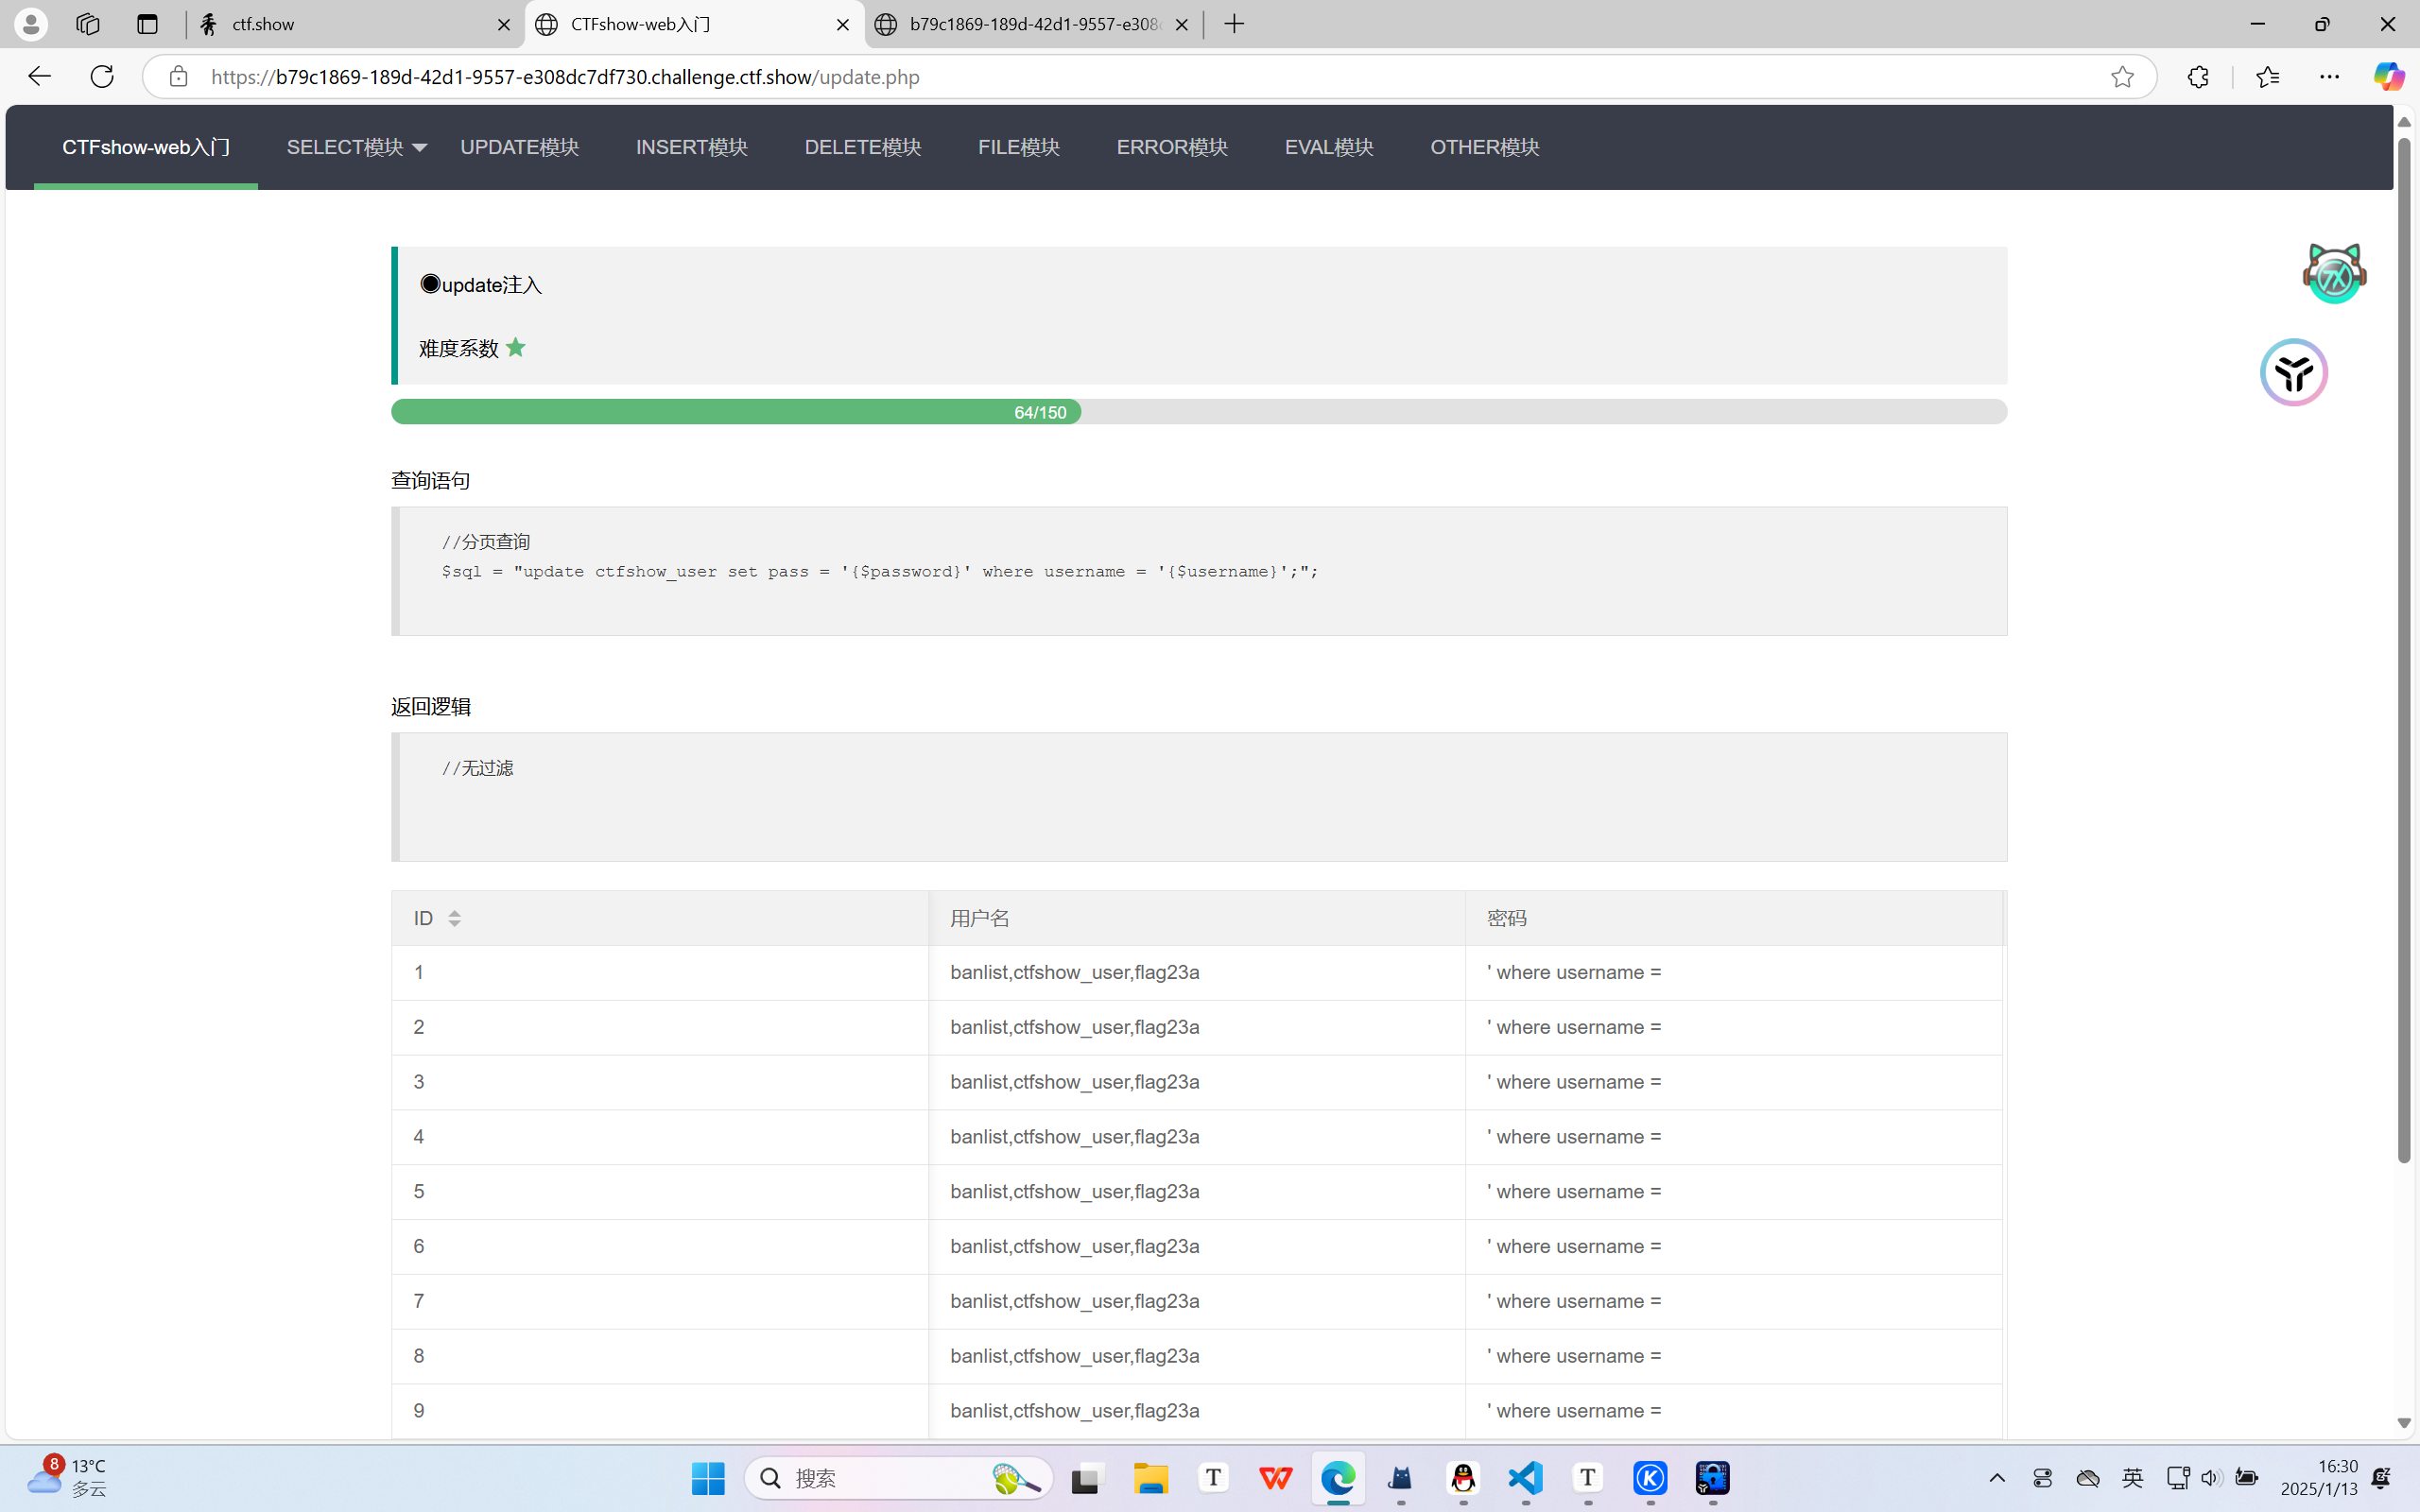 ctf.show
CTFshow-web入门
b79c1869-189d-42d1-9557-e308
https://b79c1869-189d-42d1-9557-e308dc7df730.challenge.ctf.show/update.php
CTFshow-web入门 SELECT模块 UPDATE模块 INSERT模块 DELETE模块 FILE模块 ERROR模块 EVAL模块 OTHER模块
◉update注入
难度系数
64/150
查询语句
//分页查询
$sql = "update ctfshow_user set pass = '{$password}' where username = '{$username}';";
返回逻辑
//无过滤
ID 用户名 密码
1 banlist,ctfshow_user,flag23a ' where username =
2 banlist,ctfshow_user,flag23a ' where username =
3 banlist,ctfshow_user,flag23a ' where username =
4 banlist,ctfshow_user,flag23a ' where username =
5 banlist,ctfshow_user,flag23a ' where username =
6 banlist,ctfshow_user,flag23a ' where username =
7 banlist,ctfshow_user,flag23a ' where username =
8 banlist,ctfshow_user,flag23a ' where username =
9 banlist,ctfshow_user,flag23a ' where username =
8
13°C
多云
搜索
英
16:30
2025/1/13